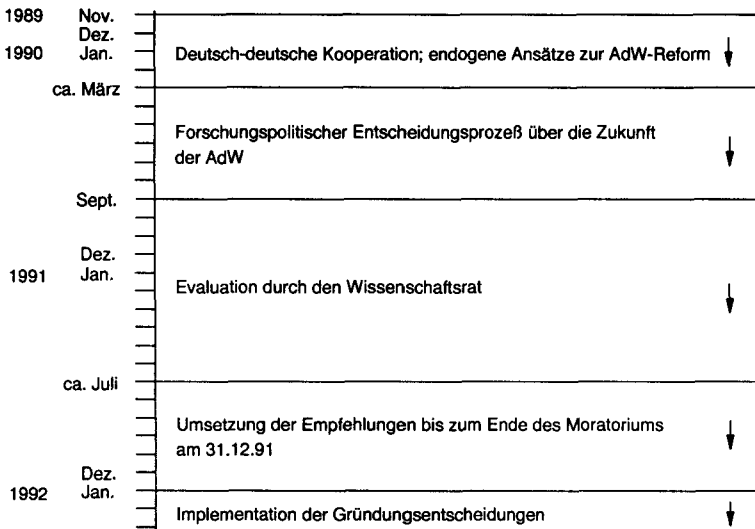 1989 Nov.
Dez.
1990 Jan. Deutsch-deutsche Kooperation; endogene Ansätze zur AdW-Reform
ca. März
Forschungspolitischer Entscheidungsprozeß über die Zukunft
der AdW
Sept.
Dez.
1991 Jan.
Evaluation durch den Wissenschaftsrat
ca. Juli
Umsetzung der Empfehlungen bis zum Ende des Moratoriums
am 31.12.91
Dez.
1992 Jan.
Implementation der Gründungsentscheidungen